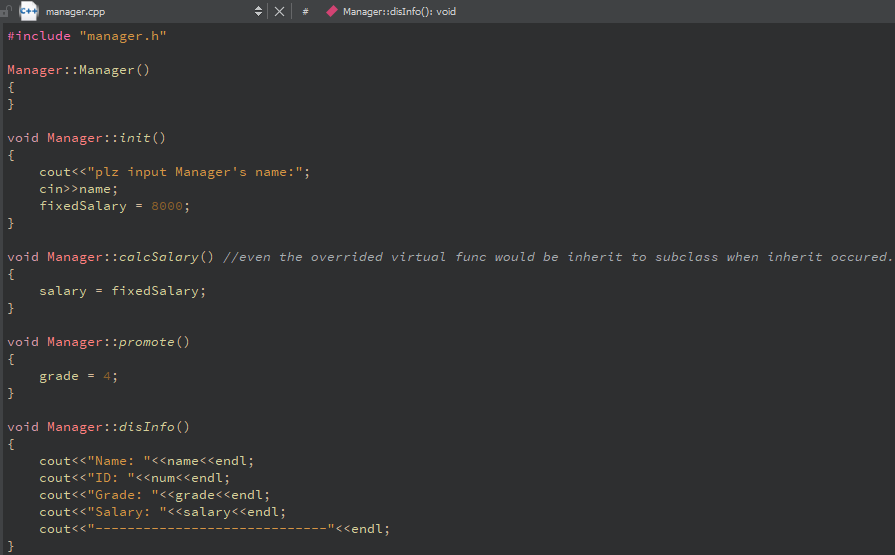 C++ manager.cpp # Manager::disInfo(): void
#include "manager.h"
Manager::Manager()
{
}
void Manager::init()
{
cout<<"plz input Manager's name:";
cin>>name;
fixedSalary = 8000;
}
void Manager::calcSalary() //even the overrided virtual func would be inherit to subclass when inherit occured.
{
salary = fixedSalary;
}
void Manager::promote()
{
grade = 4;
}
void Manager::disInfo()
{
cout<<"Name: "<<name<<endl;
cout<<"ID: "<<num<<endl;
cout<<"Grade: "<<grade<<endl;
cout<<"Salary: "<<salary<<endl;
cout<<"-----------------------------"<<endl;
}